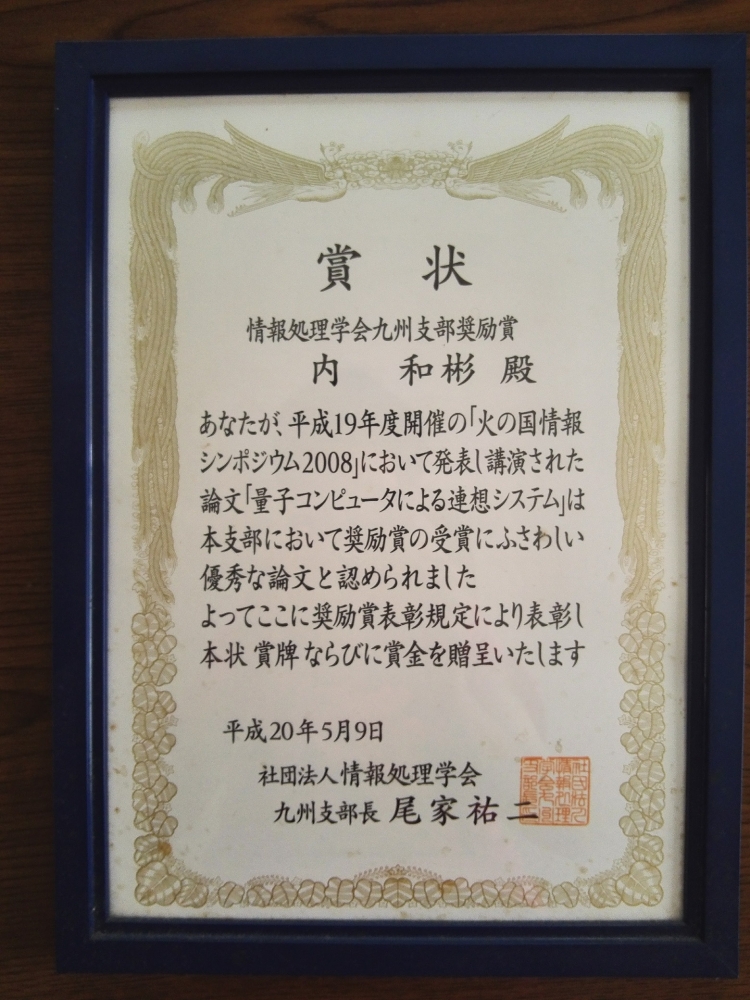 賞 状
情報処理学会九州支部奨励賞
内 和彬 殿
あなたが、平成19年度開催の「火の国情報
シンポジウム2008」において発表し講演された
論文「量子コンピュータによる連想システム」は
本支部において奨励賞の受賞にふさわしい
優秀な論文と認められました
よってここに奨励賞表彰規定により表彰し
本状 賞牌 ならびに賞金を贈呈いたします
平成20年5月9日
社団法人情報処理学会
九州支部長 尾家祐二